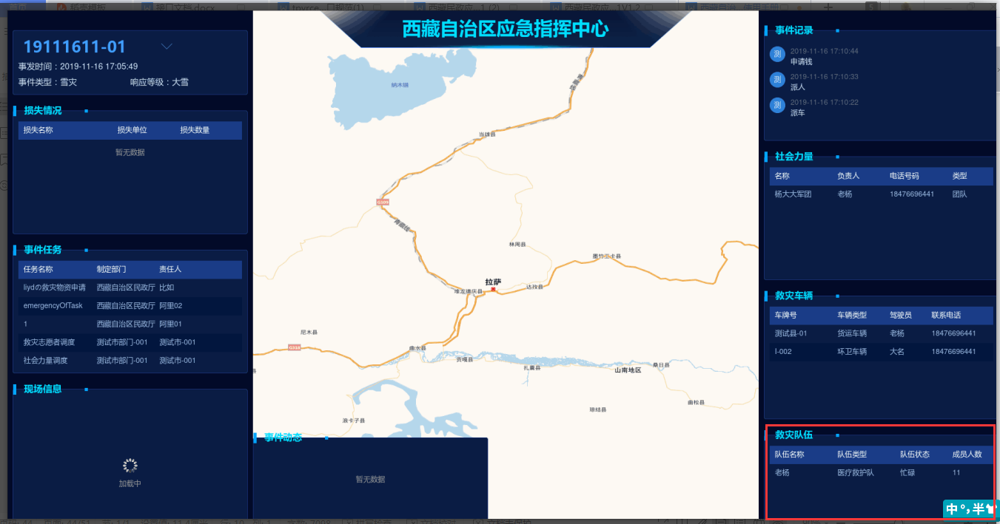 西藏自治区应急指挥中心
19111611-01
事发时间：2019-11-16 17:05:49
事件类型：雪灾 响应等级：大雪
损失情况
损失名称 损失单位 损失数量
暂无数据
事件任务
任务名称 制定部门 责任人
liydの救灾物资申请 西藏自治区民政厅 比如
emergencyOfTask 西藏自治区民政厅 阿里02
1 西藏自治区民政厅 阿里01
救灾志愿者调度 测试市部门-001 测试市-001
社会力量调度 测试市部门-001 测试市-001
现场信息
加载中
纳木错
当雄县
G109
青藏线
林周县
墨竹工卡县
拉萨
堆龙德庆县
达孜县
尼木县
G318
曲水县
贡嘎县
扎囊县
山南地区
桑日县
曲松县
琼结县
浪卡子县
事件动态
暂无数据
事件记录
测 2019-11-16 17:10:44
申请钱
测 2019-11-16 17:10:33
派人
测 2019-11-16 17:10:22
派车
社会力量
名称 负责人 电话号码 类型
杨大大军团 老杨 18476696441 团队
救灾车辆
车牌号 车辆类型 驾驶员 联系电话
测试县-01 货运车辆 老杨 18476696441
I-002 环卫车辆 大名 18476696441
救灾队伍
队伍名称 队伍类型 队伍状态 成员人数
老杨 医疗救护队 忙碌 11
中°，半